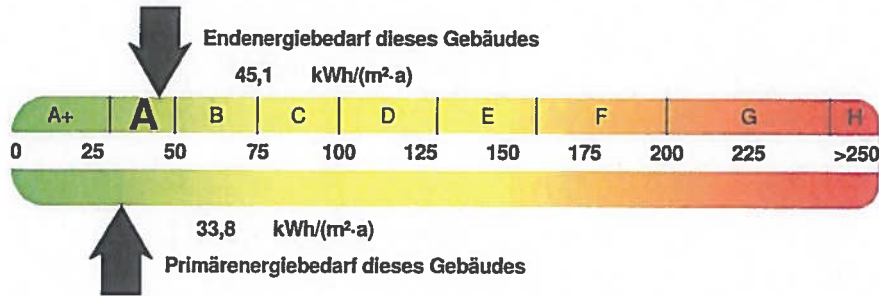 Endenergiebedarf dieses Gebäudes
45,1 kWh/(m²·a)
A+ A B C D E F G H
0 25 50 75 100 125 150 175 200 225 >250
33,8 kWh/(m²·a)
Primärenergiebedarf dieses Gebäudes